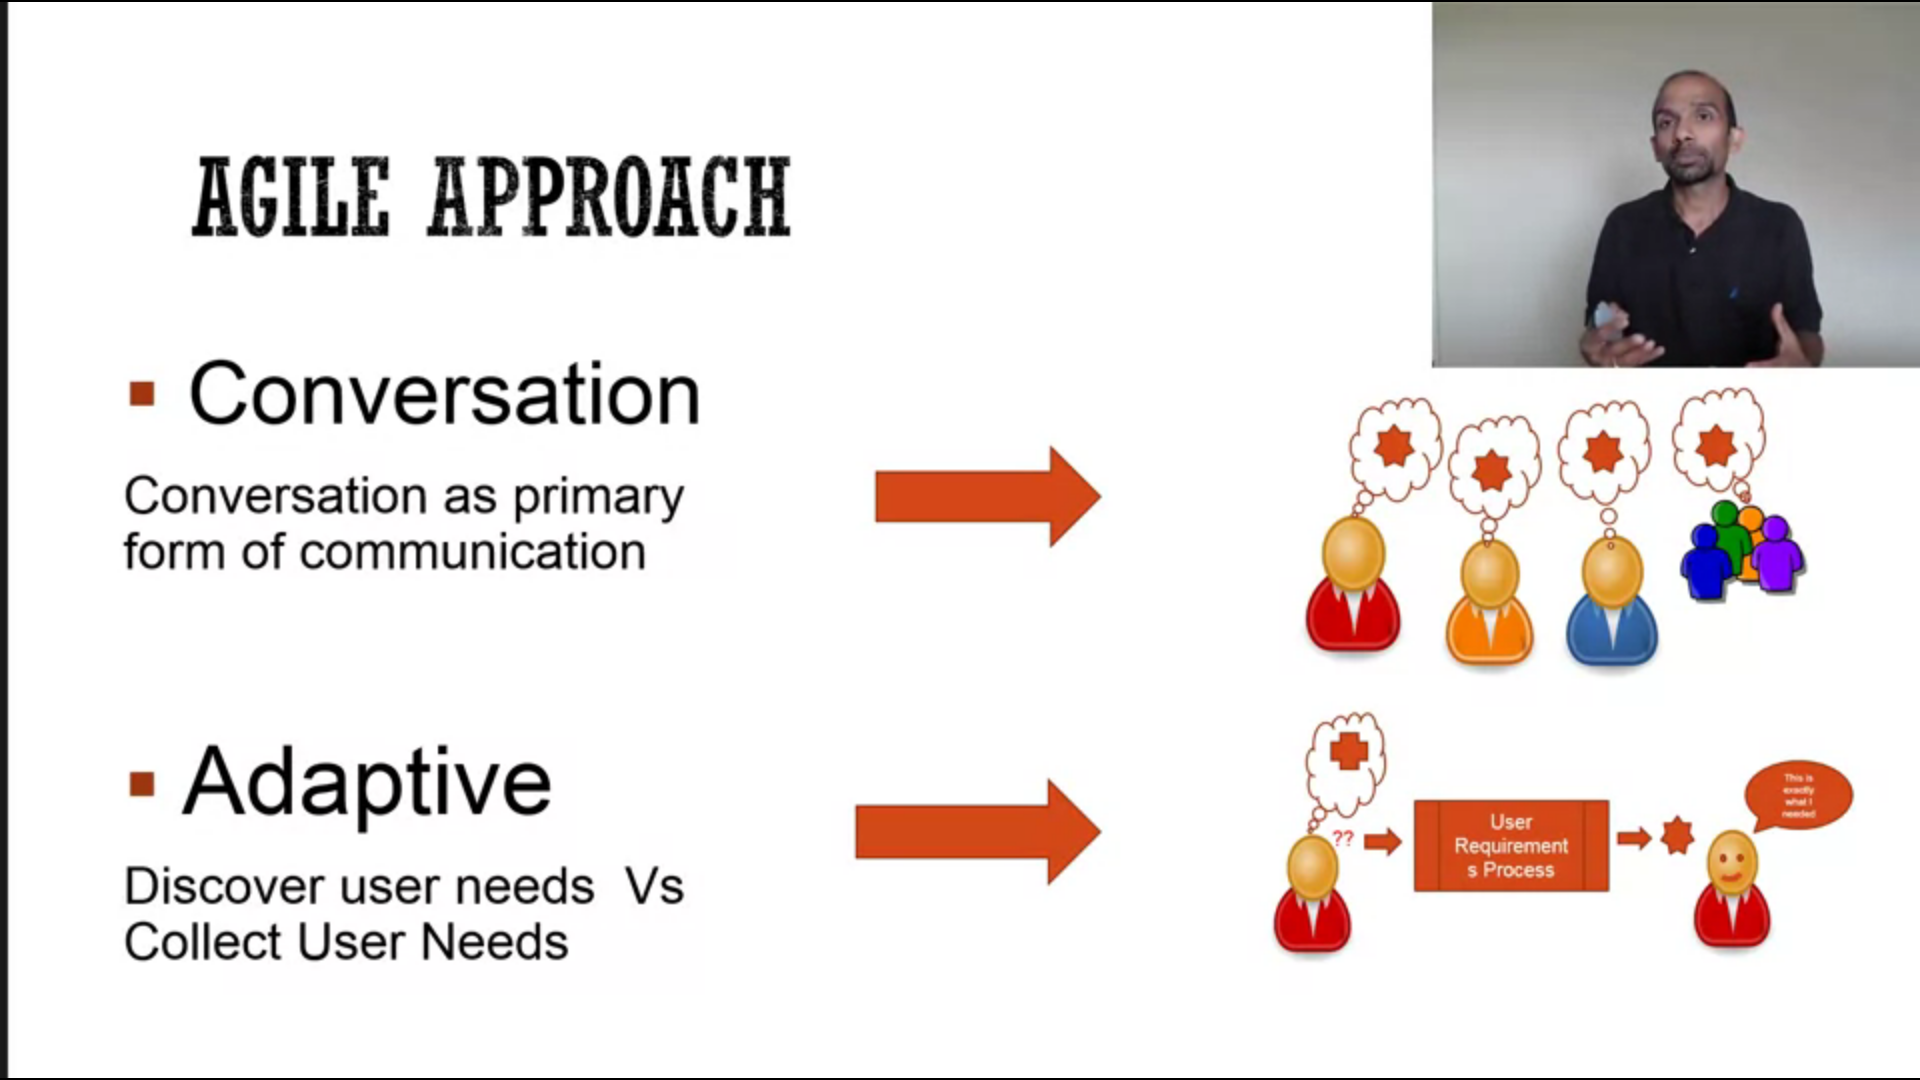 AGILE APPROACH
▪ Conversation
Conversation as primary
form of communication
▪ Adaptive
Discover user needs  Vs
Collect User Needs
??
User
Requirement
s Process
This is
exactly
what I
needed